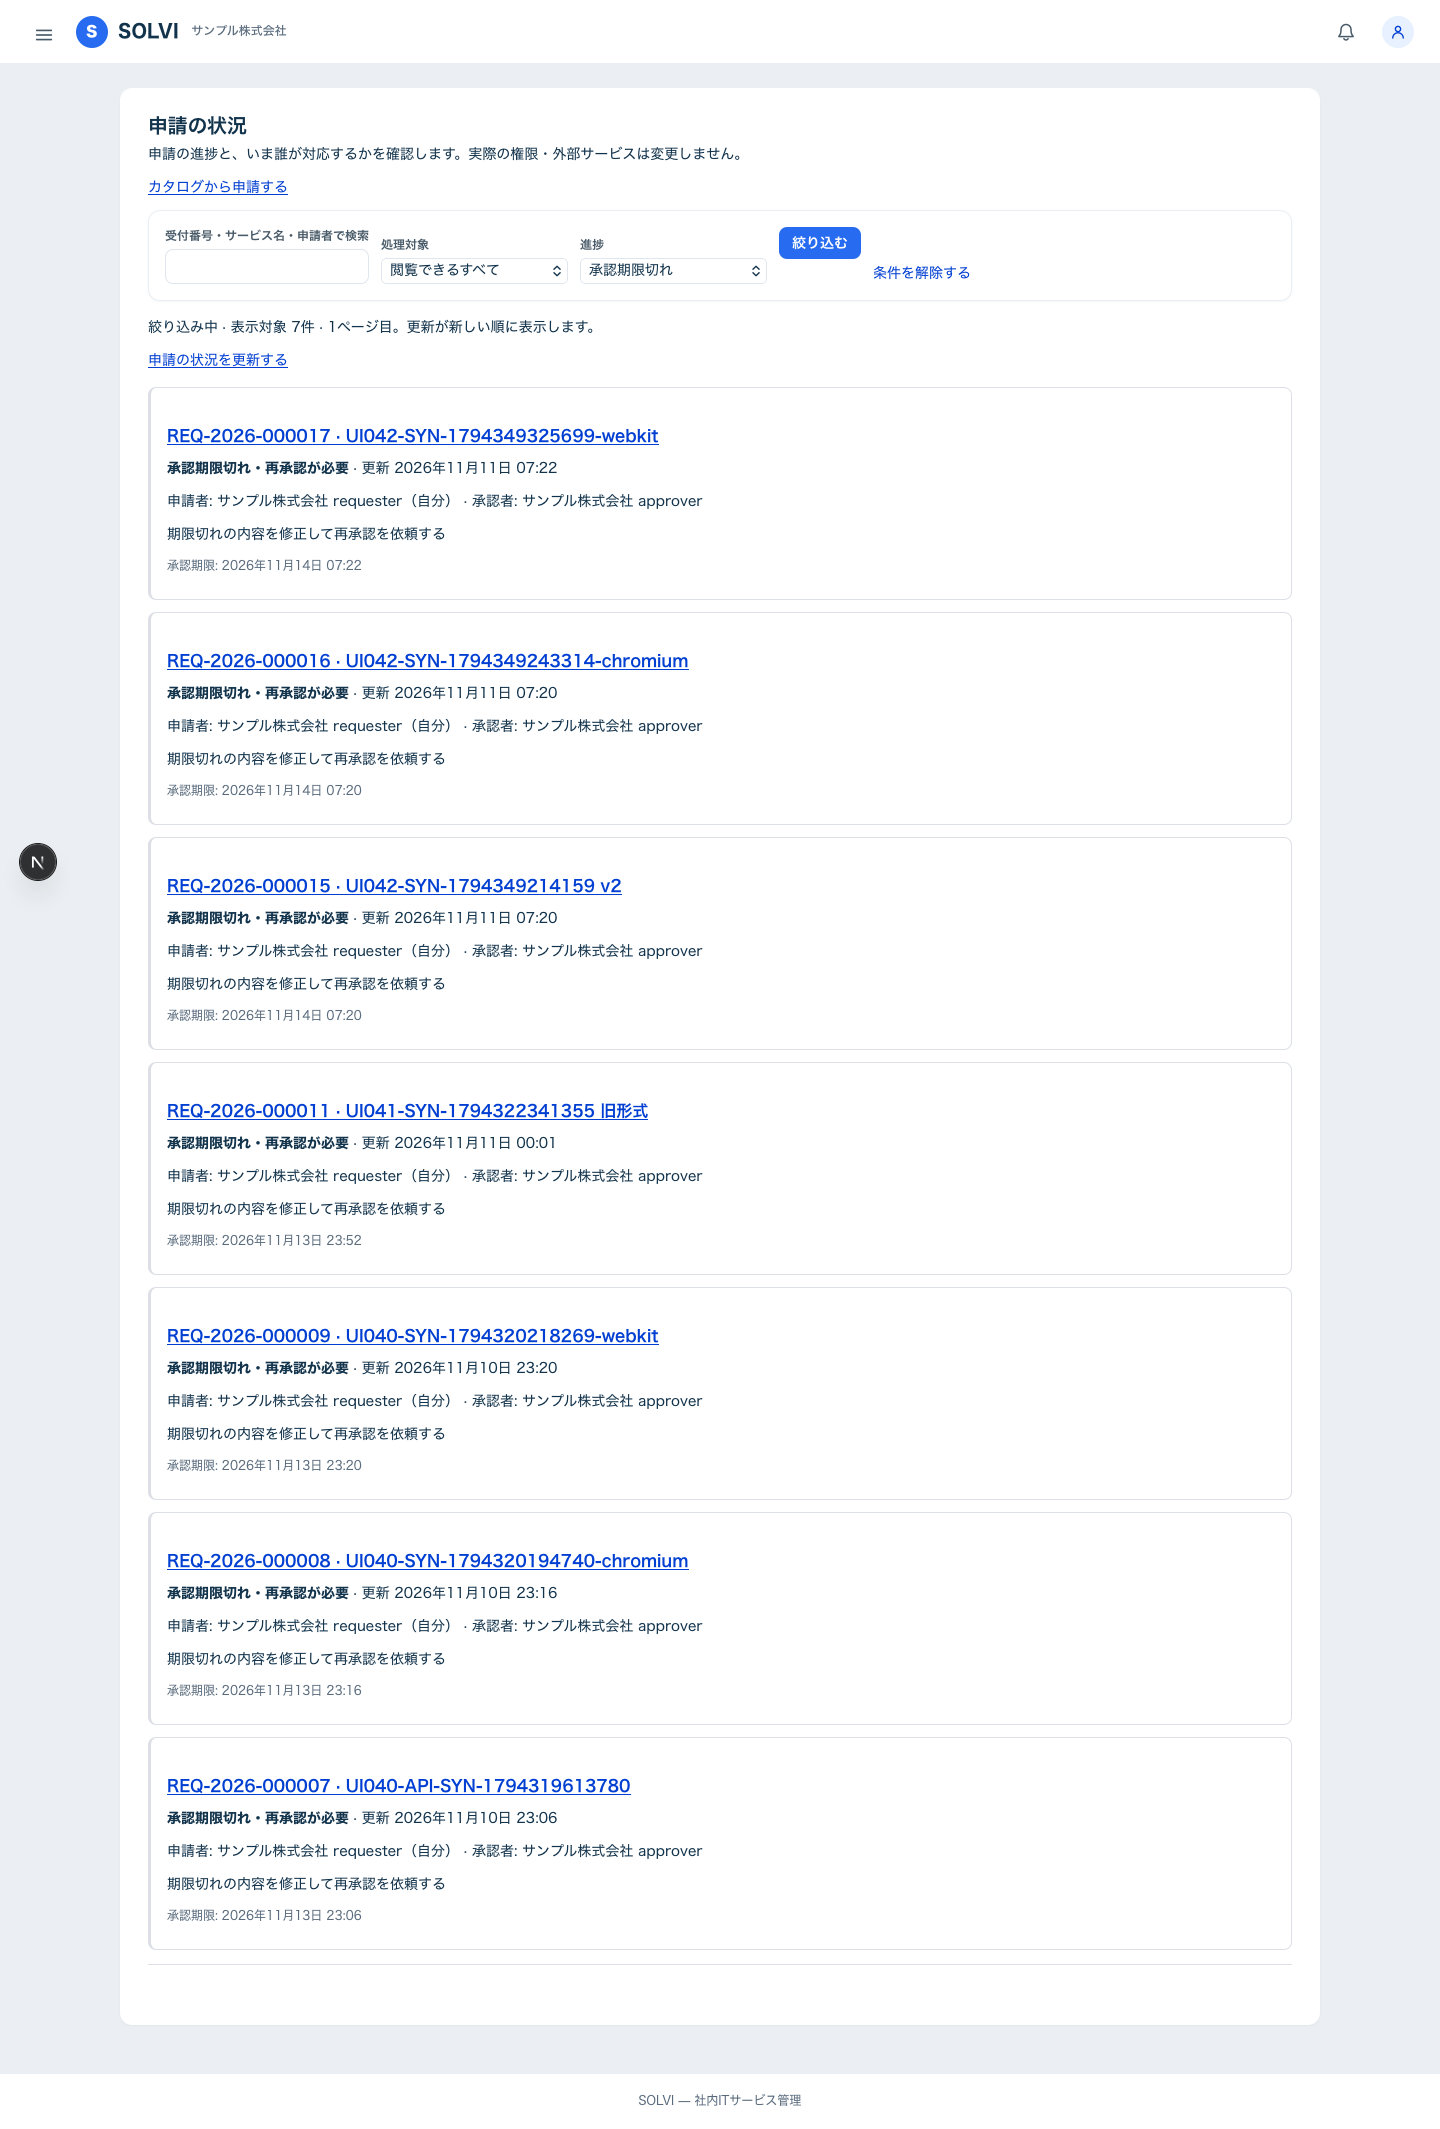 S SOLVI サンプル株式会社
申請の状況
申請の進捗と、いま誰が対応するかを確認します。実際の権限・外部サービスは変更しません。
カタログから申請する
受付番号・サービス名・申請者で検索
処理対象
閲覧できるすべて
進捗
承認期限切れ
絞り込む
条件を解除する
絞り込み中 · 表示対象 7件 · 1ページ目。更新が新しい順に表示します。
申請の状況を更新する
REQ-2026-000017 · UI042-SYN-1794349325699-webkit
承認期限切れ・再承認が必要 · 更新 2026年11月11日 07:22
申請者: サンプル株式会社 requester（自分） · 承認者: サンプル株式会社 approver
期限切れの内容を修正して再承認を依頼する
承認期限: 2026年11月14日 07:22
REQ-2026-000016 · UI042-SYN-1794349243314-chromium
承認期限切れ・再承認が必要 · 更新 2026年11月11日 07:20
申請者: サンプル株式会社 requester（自分） · 承認者: サンプル株式会社 approver
期限切れの内容を修正して再承認を依頼する
承認期限: 2026年11月14日 07:20
REQ-2026-000015 · UI042-SYN-1794349214159 v2
承認期限切れ・再承認が必要 · 更新 2026年11月11日 07:20
申請者: サンプル株式会社 requester（自分） · 承認者: サンプル株式会社 approver
期限切れの内容を修正して再承認を依頼する
承認期限: 2026年11月14日 07:20
REQ-2026-000011 · UI041-SYN-1794322341355 旧形式
承認期限切れ・再承認が必要 · 更新 2026年11月11日 00:01
申請者: サンプル株式会社 requester（自分） · 承認者: サンプル株式会社 approver
期限切れの内容を修正して再承認を依頼する
承認期限: 2026年11月13日 23:52
REQ-2026-000009 · UI040-SYN-1794320218269-webkit
承認期限切れ・再承認が必要 · 更新 2026年11月10日 23:20
申請者: サンプル株式会社 requester（自分） · 承認者: サンプル株式会社 approver
期限切れの内容を修正して再承認を依頼する
承認期限: 2026年11月13日 23:20
REQ-2026-000008 · UI040-SYN-1794320194740-chromium
承認期限切れ・再承認が必要 · 更新 2026年11月10日 23:16
申請者: サンプル株式会社 requester（自分） · 承認者: サンプル株式会社 approver
期限切れの内容を修正して再承認を依頼する
承認期限: 2026年11月13日 23:16
REQ-2026-000007 · UI040-API-SYN-1794319613780
承認期限切れ・再承認が必要 · 更新 2026年11月10日 23:06
申請者: サンプル株式会社 requester（自分） · 承認者: サンプル株式会社 approver
期限切れの内容を修正して再承認を依頼する
承認期限: 2026年11月13日 23:06
N
SOLVI — 社内ITサービス管理